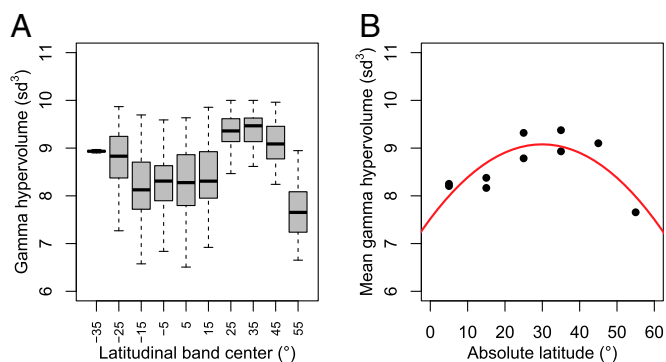 A
Gamma hypervolume (sd³)
11
10
9
8
7
6
−35 −25 −15 −5 5 15 25 35 45 55
Latitudinal band center (°)
B
Mean gamma hypervolume (sd³)
11
10
9
8
7
6
0 10 20 30 40 50 60
Absolute latitude (°)